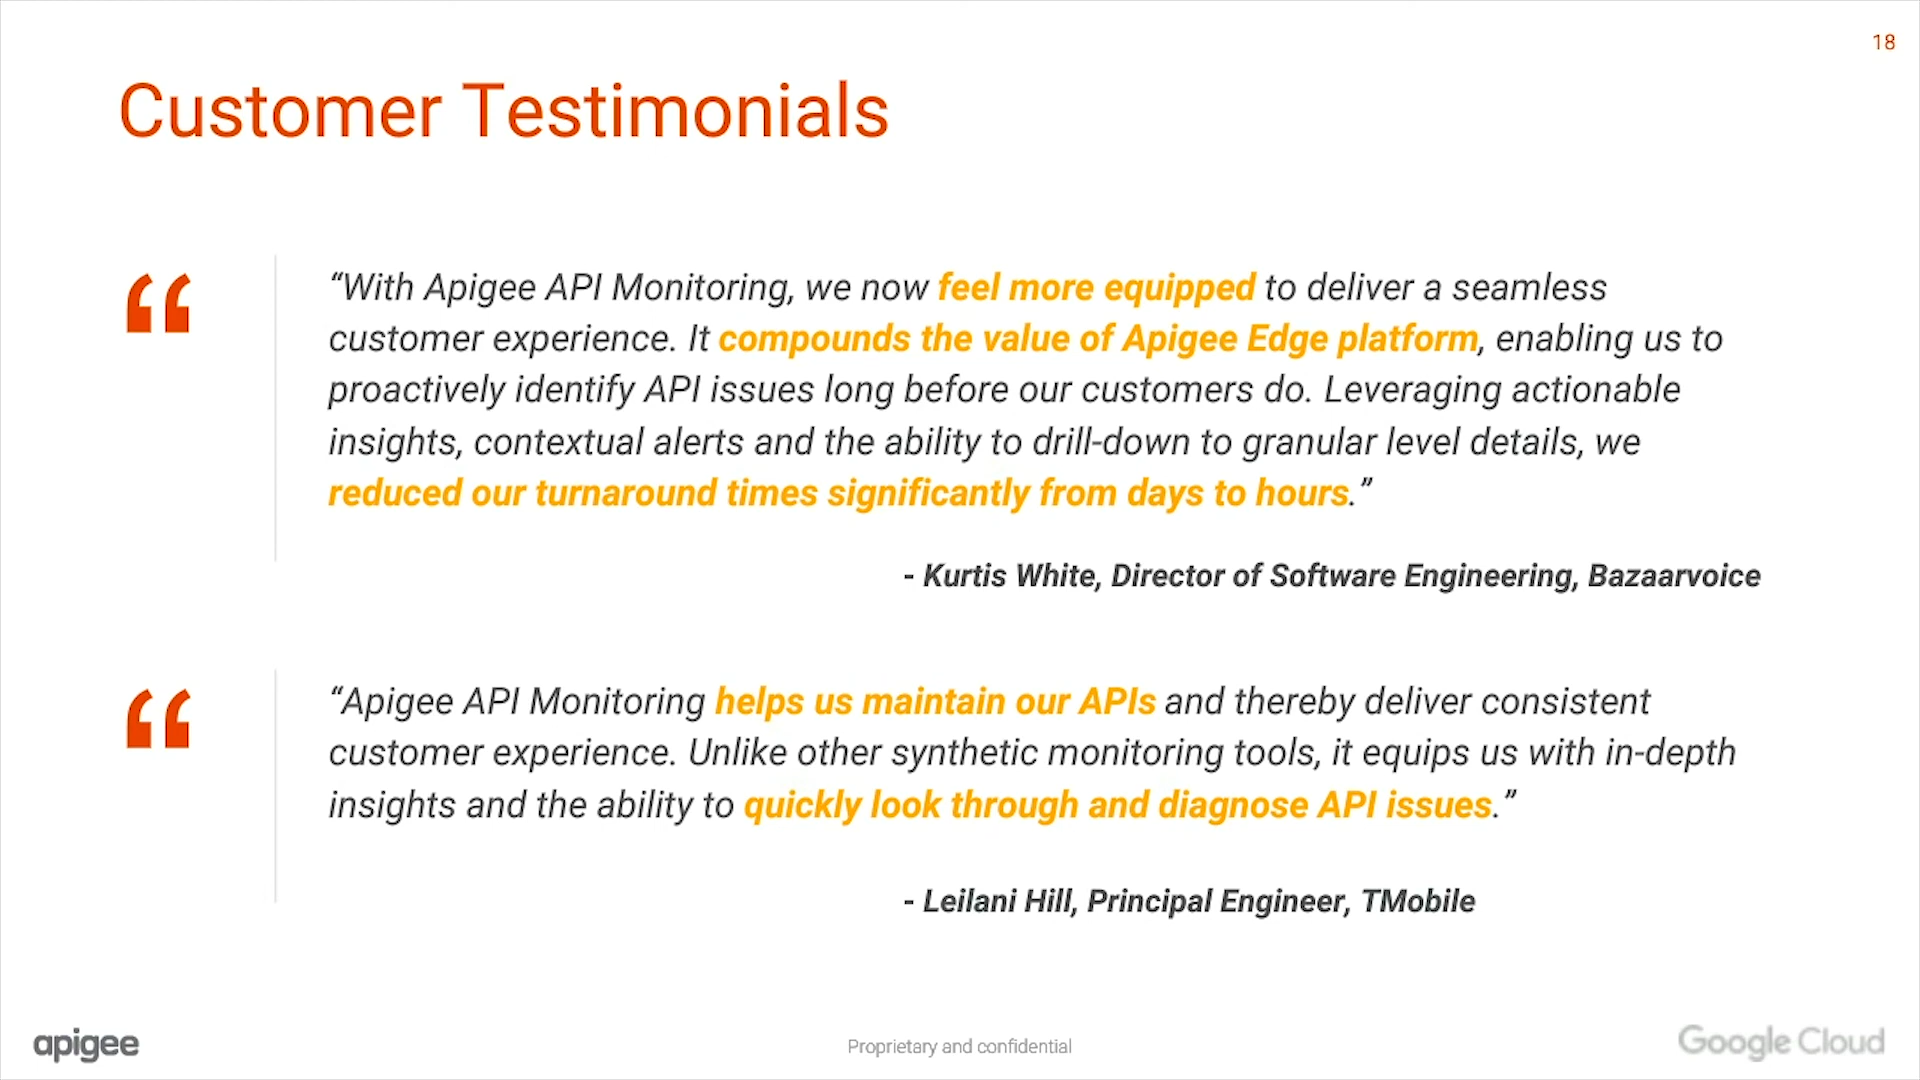 18
Customer Testimonials
“With Apigee API Monitoring, we now feel more equipped to deliver a seamless
customer experience. It compounds the value of Apigee Edge platform, enabling us to
proactively identify API issues long before our customers do. Leveraging actionable
insights, contextual alerts and the ability to drill-down to granular level details, we
reduced our turnaround times significantly from days to hours.”
- Kurtis White, Director of Software Engineering, Bazaarvoice
“Apigee API Monitoring helps us maintain our APIs and thereby deliver consistent
customer experience. Unlike other synthetic monitoring tools, it equips us with in-depth
insights and the ability to quickly look through and diagnose API issues.”
- Leilani Hill, Principal Engineer, TMobile
apigee
Proprietary and confidential
Google Cloud